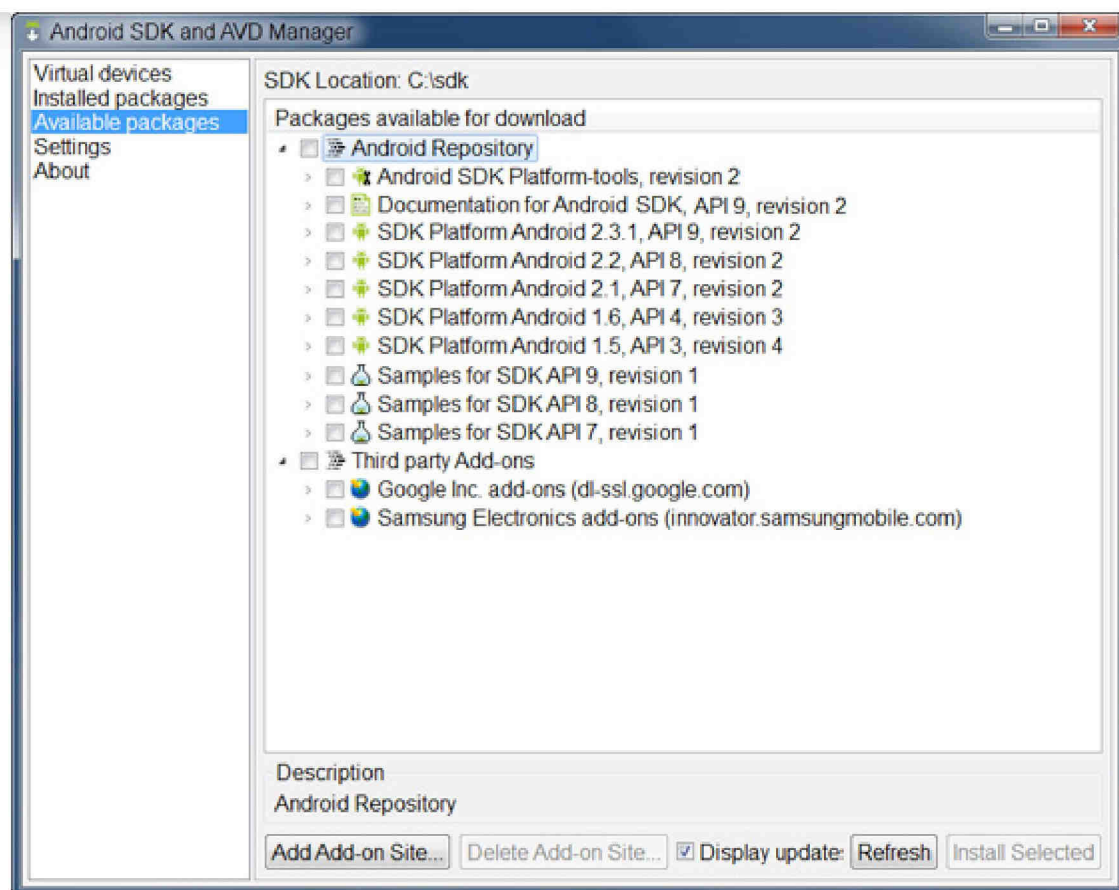 Android SDK and AVD Manager
Virtual devices
Installed packages
Available packages
Settings
About
SDK Location: C:\sdk
Packages available for download
Android Repository
Android SDK Platform-tools, revision 2
Documentation for Android SDK, API 9, revision 2
SDK Platform Android 2.3.1, API 9, revision 2
SDK Platform Android 2.2, API 8, revision 2
SDK Platform Android 2.1, API 7, revision 2
SDK Platform Android 1.6, API 4, revision 3
SDK Platform Android 1.5, API 3, revision 4
Samples for SDK API 9, revision 1
Samples for SDK API 8, revision 1
Samples for SDK API 7, revision 1
Third party Add-ons
Google Inc. add-ons (dl-ssl.google.com)
Samsung Electronics add-ons (innovator.samsungmobile.com)
Description
Android Repository
Add Add-on Site... Delete Add-on Site... Display update Refresh Install Selected